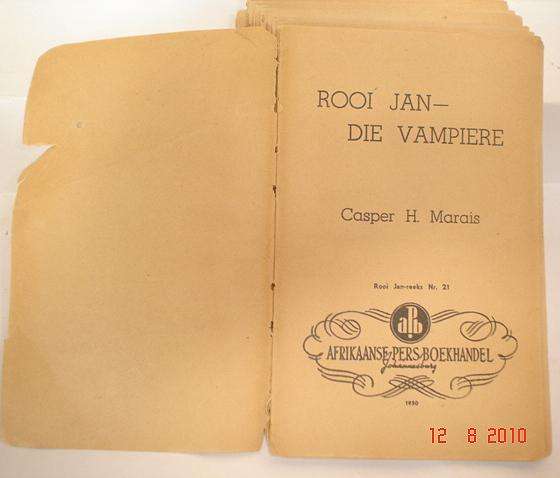 ROOI JAN—
DIE VAMPIERE
Casper H. Marais
Rooi Jan-reeks Nr. 21
aPb
AFRIKAANSE PERS-BOEKHANDEL
Johannesburg
1950
12 8 2010